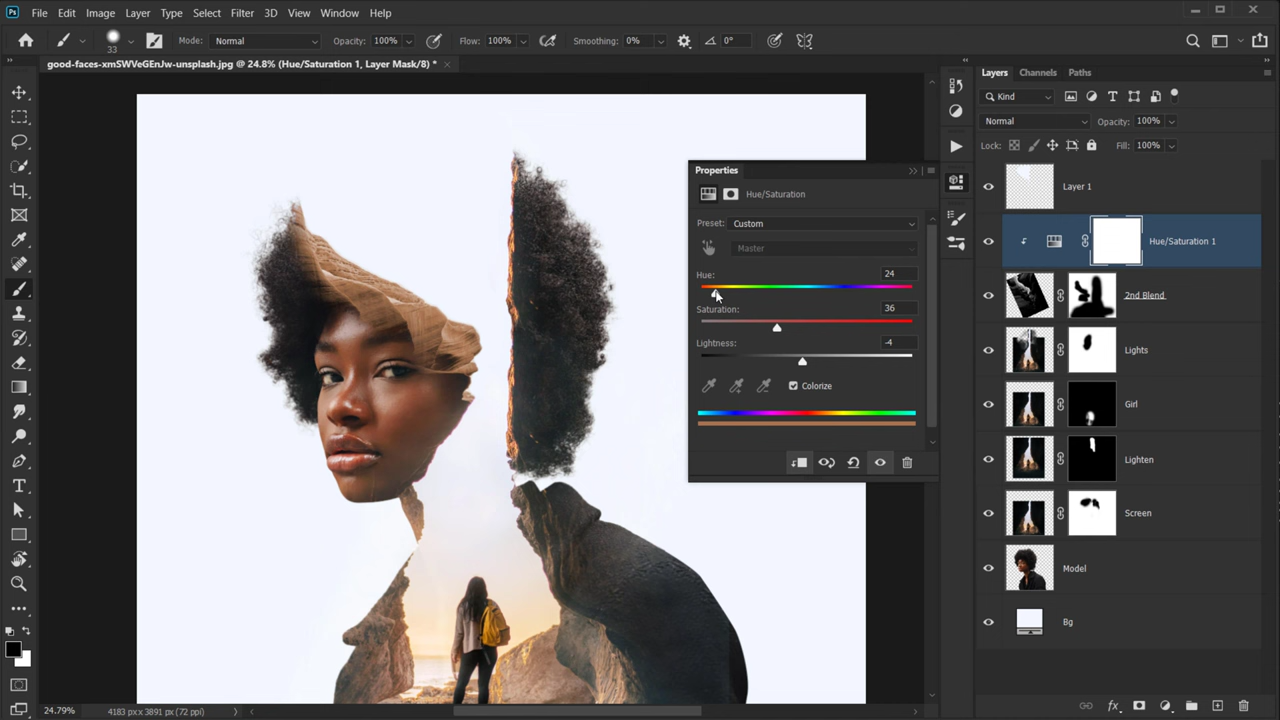 Ps File Edit Image Layer Type Select Filter 3D View Window Help
33 Mode: Normal Opacity: 100% Flow: 100% Smoothing: 0% 0°
good-faces-xmSWVeGEnJw-unsplash.jpg @ 24.8% (Hue/Saturation 1, Layer Mask/8) *
Layers Channels Paths
Kind
Normal Opacity: 100%
Lock: Fill: 100%
Layer 1
Hue/Saturation 1
2nd Blend
Lights
Girl
Lighten
Screen
Model
Bg
Properties
Hue/Saturation
Preset: Custom
Master
Hue: 24
Saturation: 36
Lightness: -4
Colorize
24.79% 4183 px x 3891 px (72 ppi)